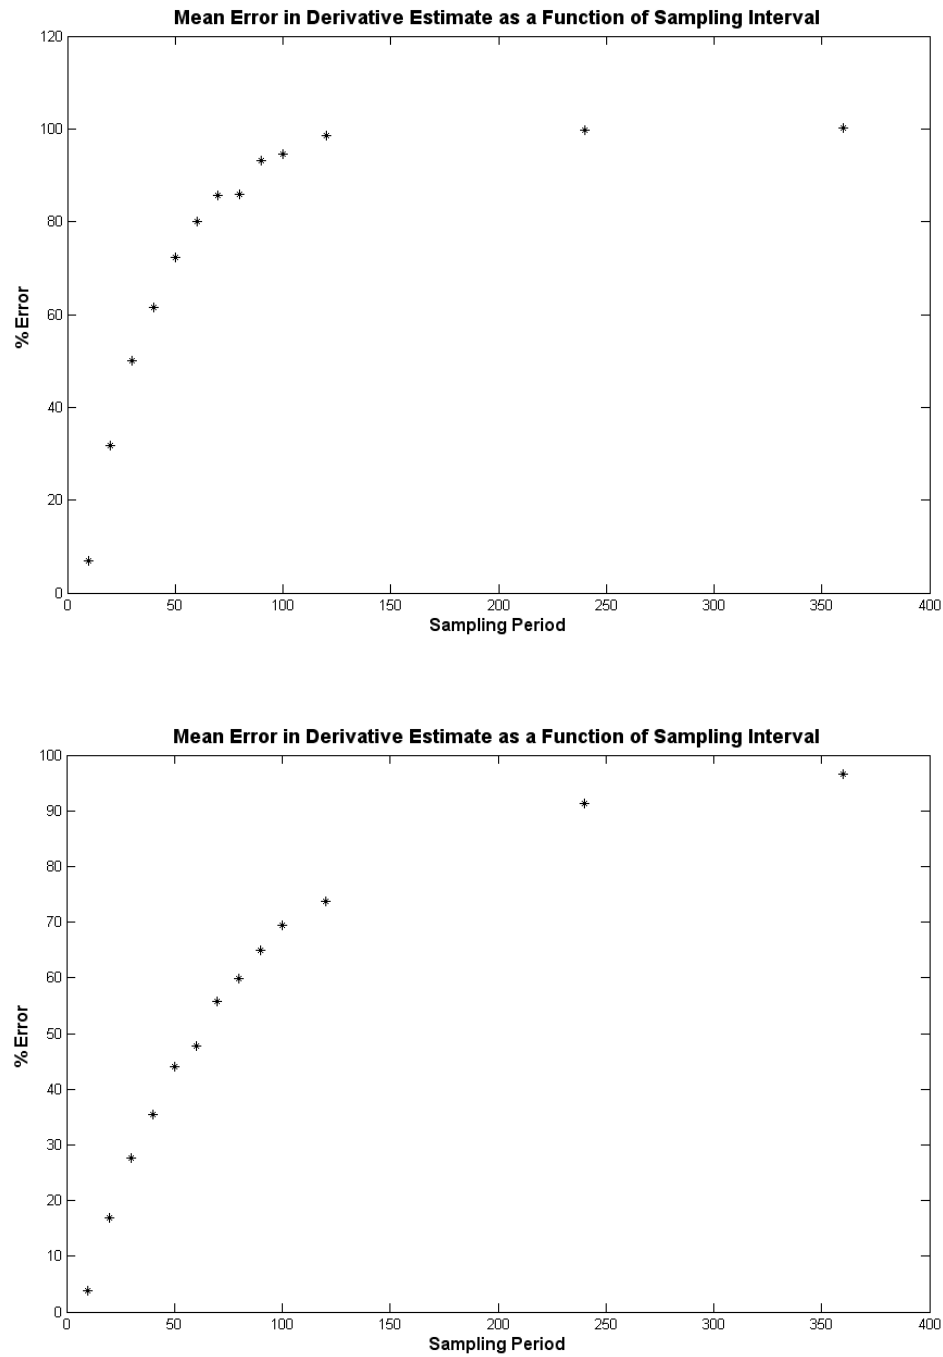 Mean Error in Derivative Estimate as a Function of Sampling Interval
120
100
80
60
40
20
0
% Error
0 50 100 150 200 250 300 350 400
Sampling Period
Mean Error in Derivative Estimate as a Function of Sampling Interval
100
90
80
70
60
50
40
30
20
10
0
% Error
0 50 100 150 200 250 300 350 400
Sampling Period